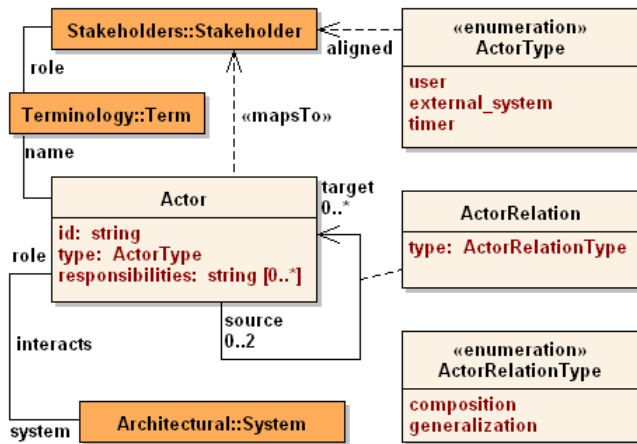 Stakeholders::Stakeholder
role
aligned
«enumeration»
ActorType
user
external_system
timer
Terminology::Term
name
«mapsTo»
Actor
id: string
type: ActorType
responsibilities: string [0..*]
target
0..*
ActorRelation
type: ActorRelationType
role
source
0..2
interacts
«enumeration»
ActorRelationType
composition
generalization
system
Architectural::System